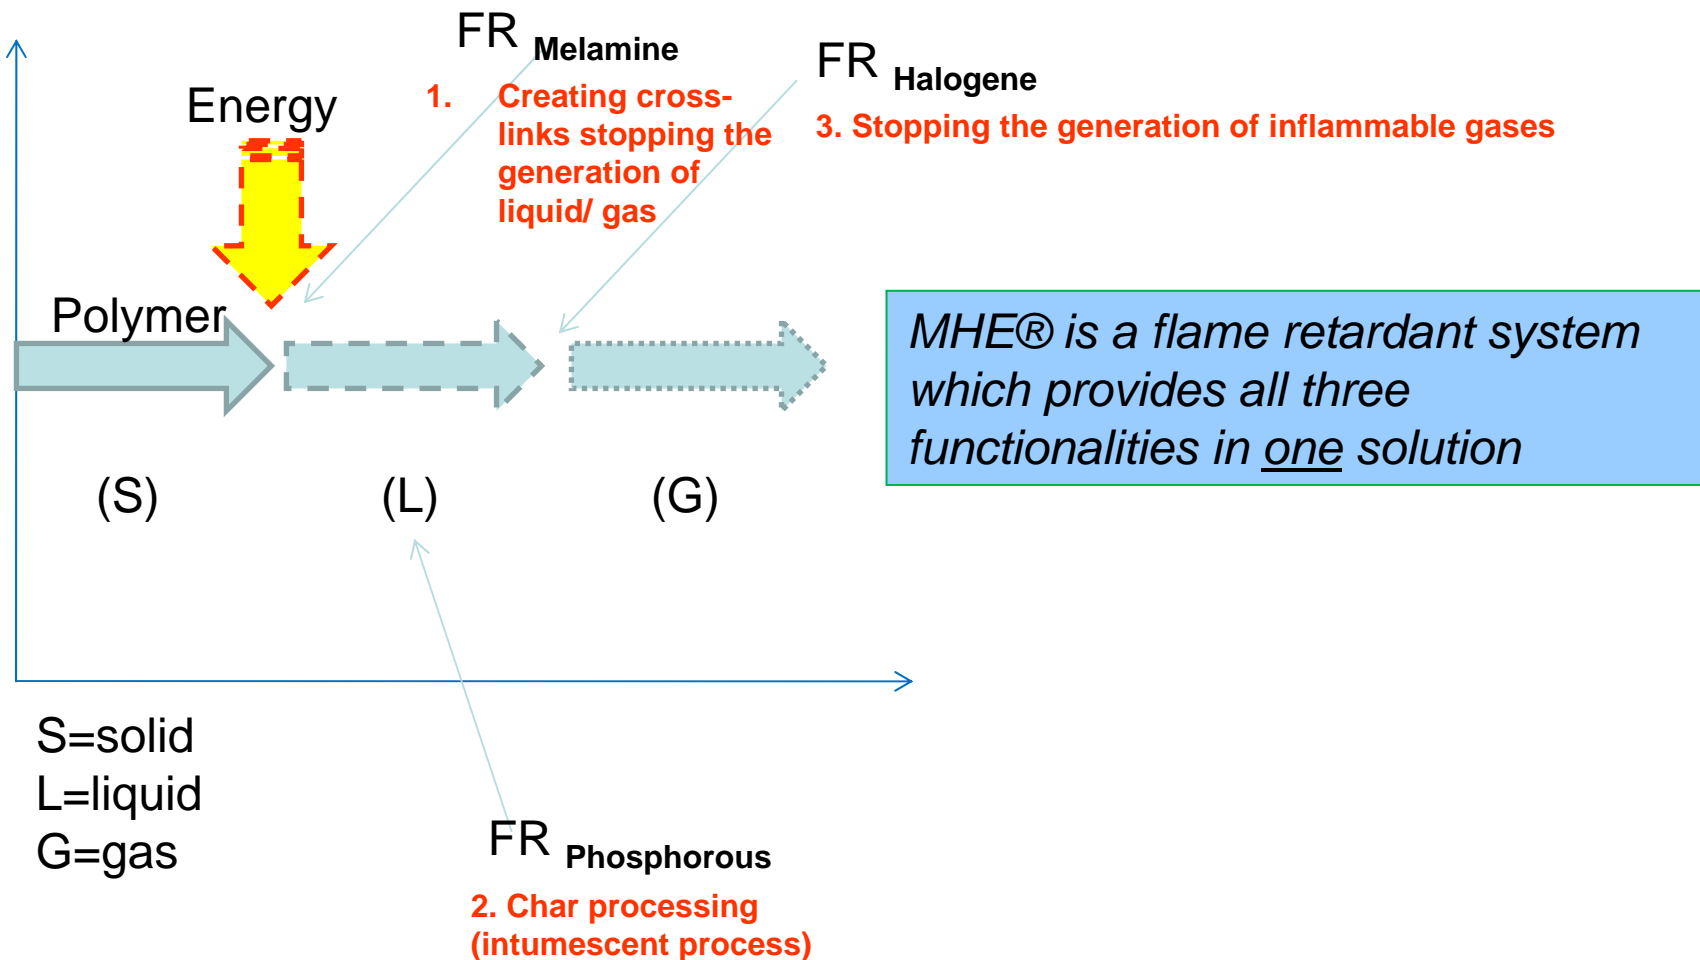 FR Melamine
1. Creating cross-
links stopping the
generation of
liquid/ gas
FR Halogene
3. Stopping the generation of inflammable gases
Energy
Polymer
MHE® is a flame retardant system
which provides all three
functionalities in one solution
(S)
(L)
(G)
S=solid
L=liquid
G=gas
FR Phosphorous
2. Char processing
(intumescent process)